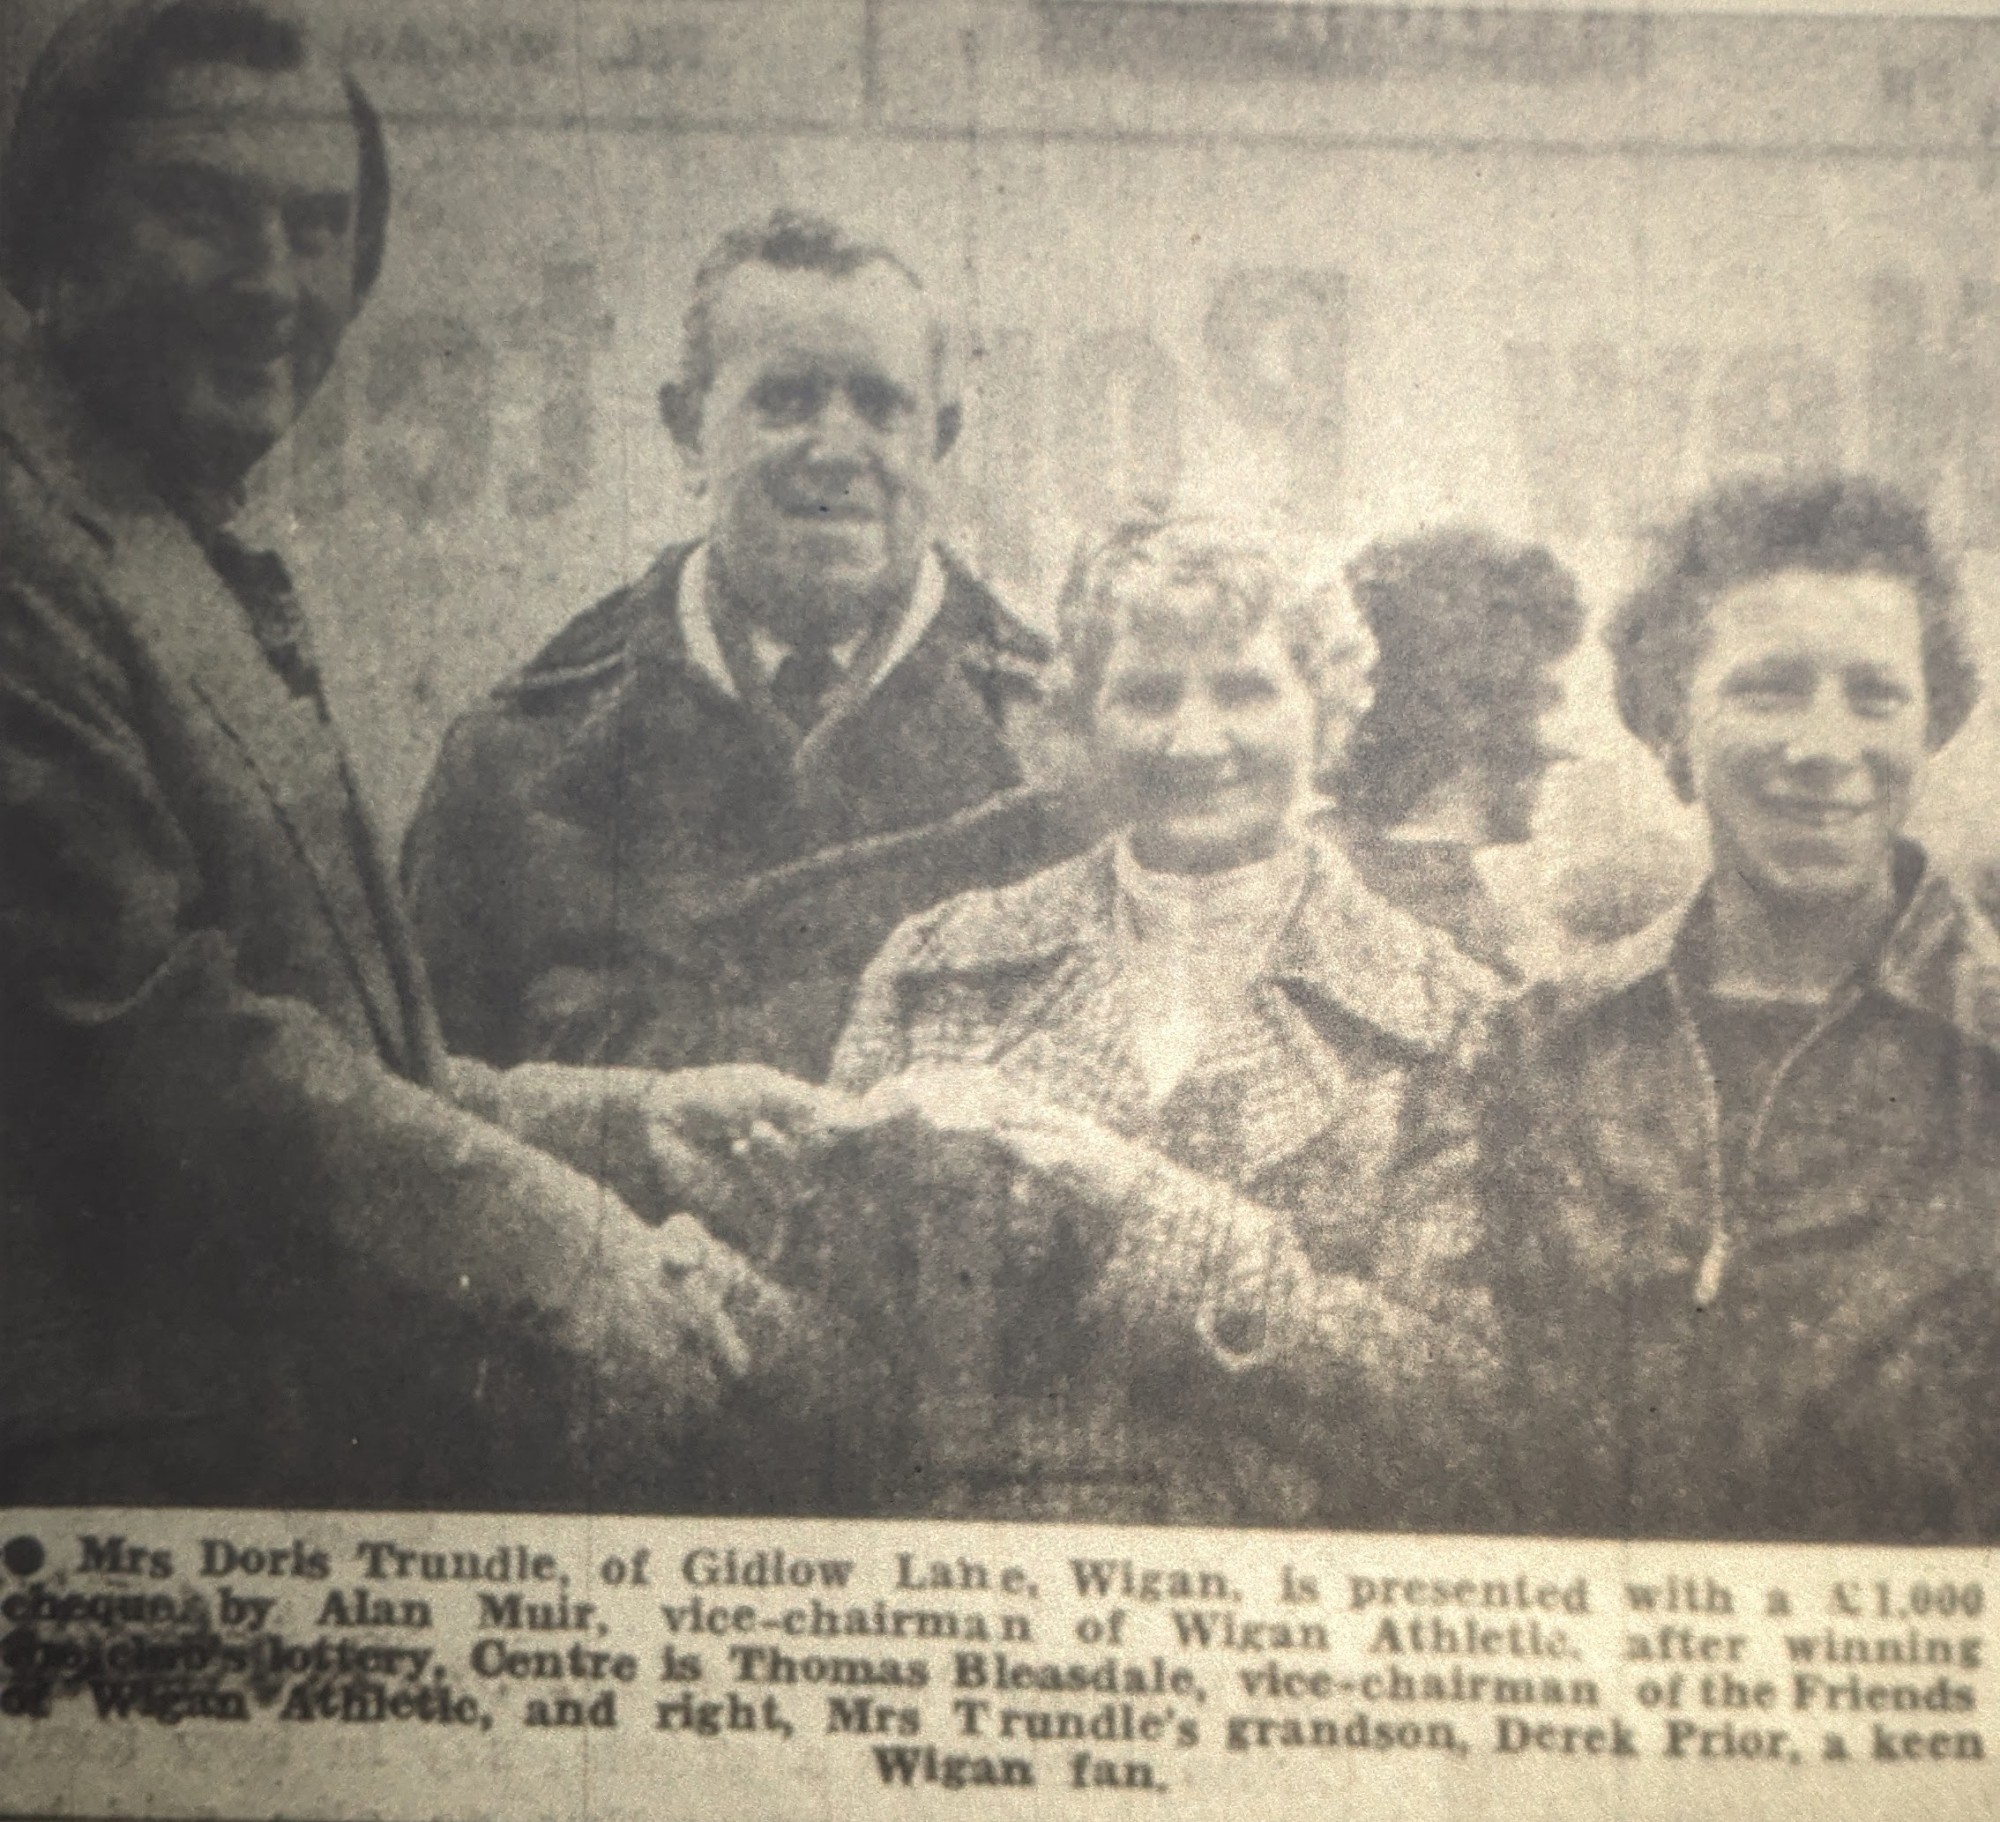 ● Mrs Doris Trundle, of Gidlow Lane, Wigan, is presented with a £1,000
cheque by Alan Muir, vice-chairman of Wigan Athletic, after winning
the club's lottery. Centre is Thomas Bleasdale, vice-chairman of the Friends
of Wigan Athletic, and right, Mrs Trundle's grandson, Derek Prior, a keen
Wigan fan.